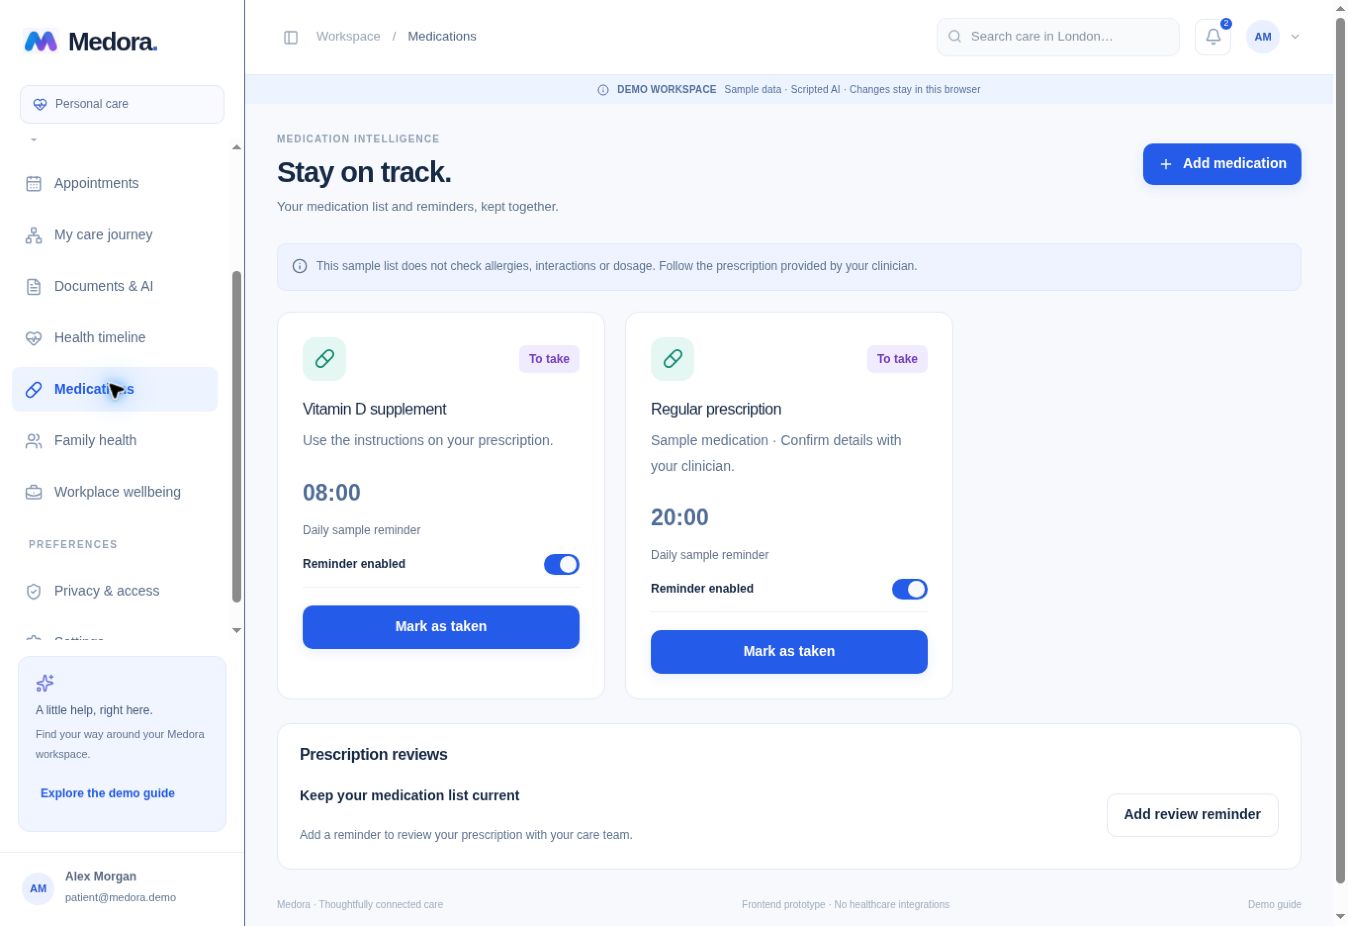 Medora.
Personal care
Appointments
My care journey
Documents & AI
Health timeline
Medications
Family health
Workplace wellbeing
PREFERENCES
Privacy & access
Settings
A little help, right here.
Find your way around your Medora
workspace.
Explore the demo guide
AM
Alex Morgan
patient@medora.demo
Workspace / Medications
Search care in London…
2
AM
DEMO WORKSPACE Sample data · Scripted AI · Changes stay in this browser
MEDICATION INTELLIGENCE
Stay on track.
Your medication list and reminders, kept together.
Add medication
This sample list does not check allergies, interactions or dosage. Follow the prescription provided by your clinician.
To take
Vitamin D supplement
Use the instructions on your prescription.
08:00
Daily sample reminder
Reminder enabled
Mark as taken
To take
Regular prescription
Sample medication · Confirm details with
your clinician.
20:00
Daily sample reminder
Reminder enabled
Mark as taken
Prescription reviews
Keep your medication list current
Add a reminder to review your prescription with your care team.
Add review reminder
Medora · Thoughtfully connected care
Frontend prototype · No healthcare integrations
Demo guide